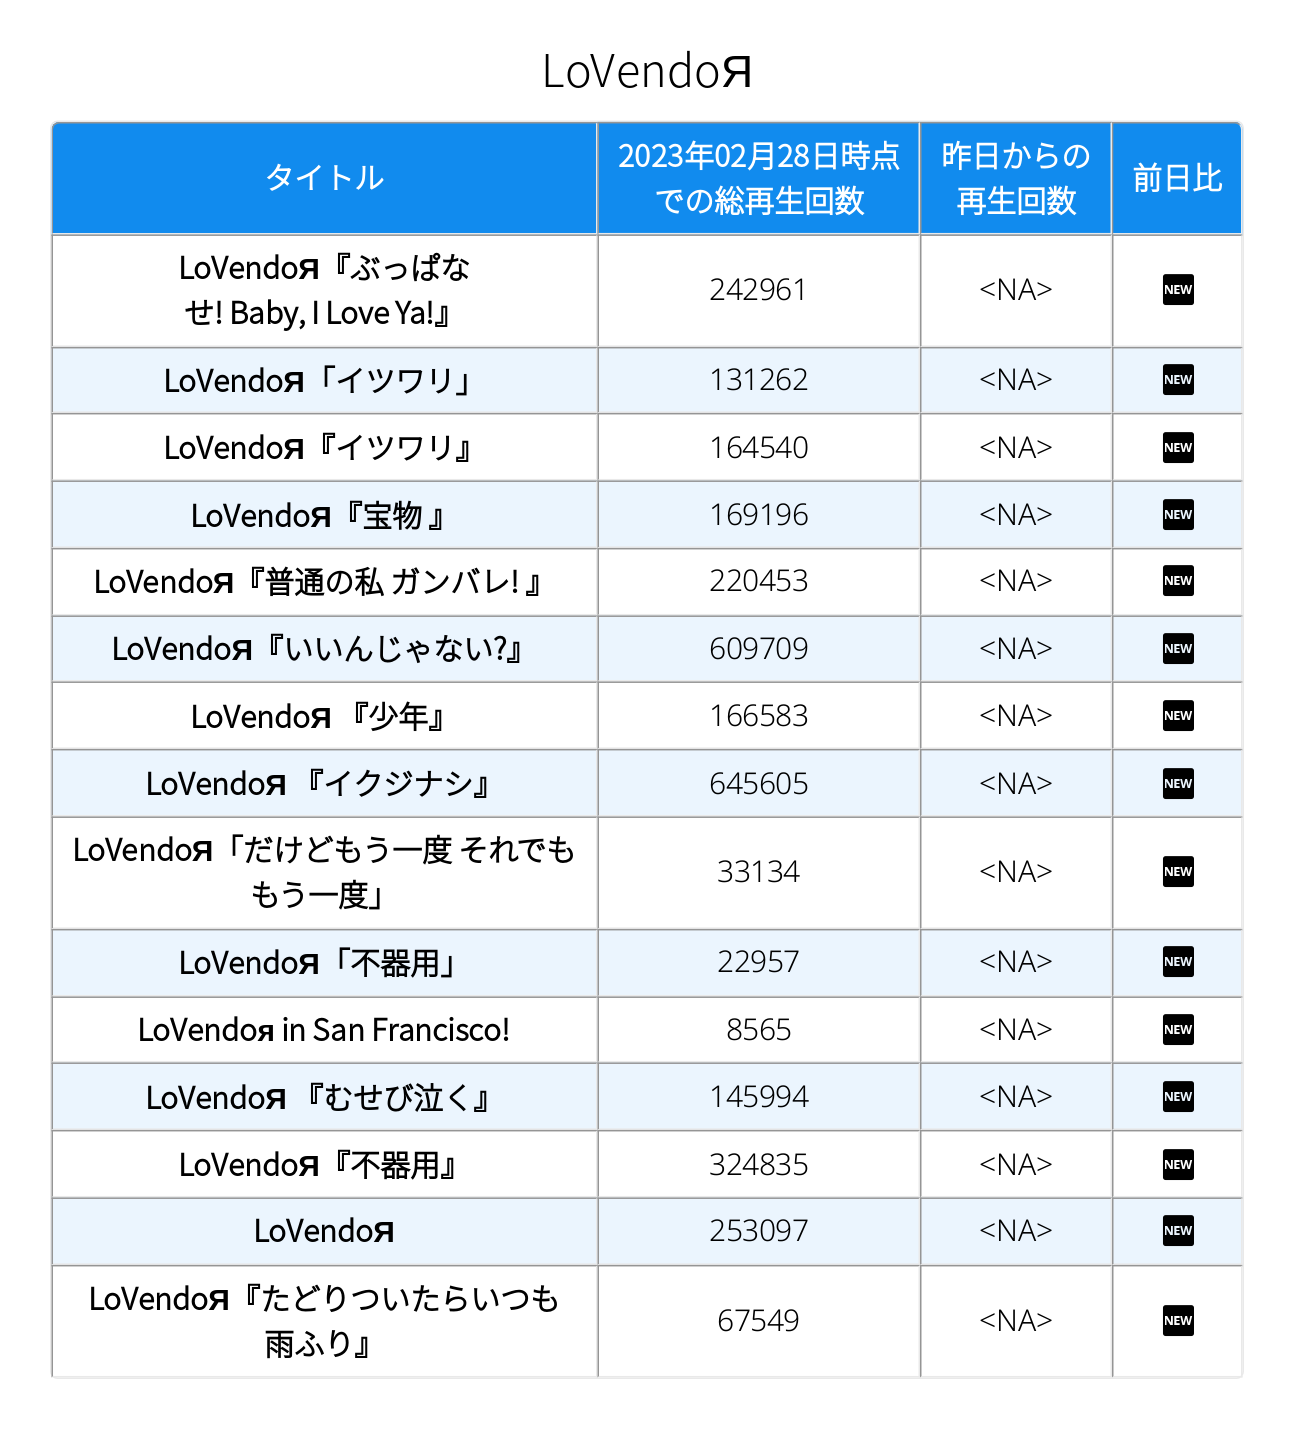 LoVendoЯ
タイトル
2023年02月28日時点
での総再生回数
昨日からの
再生回数
前日比
LoVendoЯ『ぶっぱな
せ! Baby, I Love Ya!』
242961
<NA>
NEW
LoVendoЯ「イツワリ」
131262
<NA>
NEW
LoVendoЯ『イツワリ』
164540
<NA>
NEW
LoVendoЯ『宝物 』
169196
<NA>
NEW
LoVendoЯ『普通の私 ガンバレ! 』
220453
<NA>
NEW
LoVendoЯ『いいんじゃない?』
609709
<NA>
NEW
LoVendoЯ 『少年』
166583
<NA>
NEW
LoVendoЯ 『イクジナシ』
645605
<NA>
NEW
LoVendoЯ「だけどもう一度 それでも
もう一度」
33134
<NA>
NEW
LoVendoЯ「不器用」
22957
<NA>
NEW
LoVendoя in San Francisco!
8565
<NA>
NEW
LoVendoЯ 『むせび泣く』
145994
<NA>
NEW
LoVendoЯ『不器用』
324835
<NA>
NEW
LoVendoЯ
253097
<NA>
NEW
LoVendoЯ『たどりついたらいつも
雨ふり』
67549
<NA>
NEW